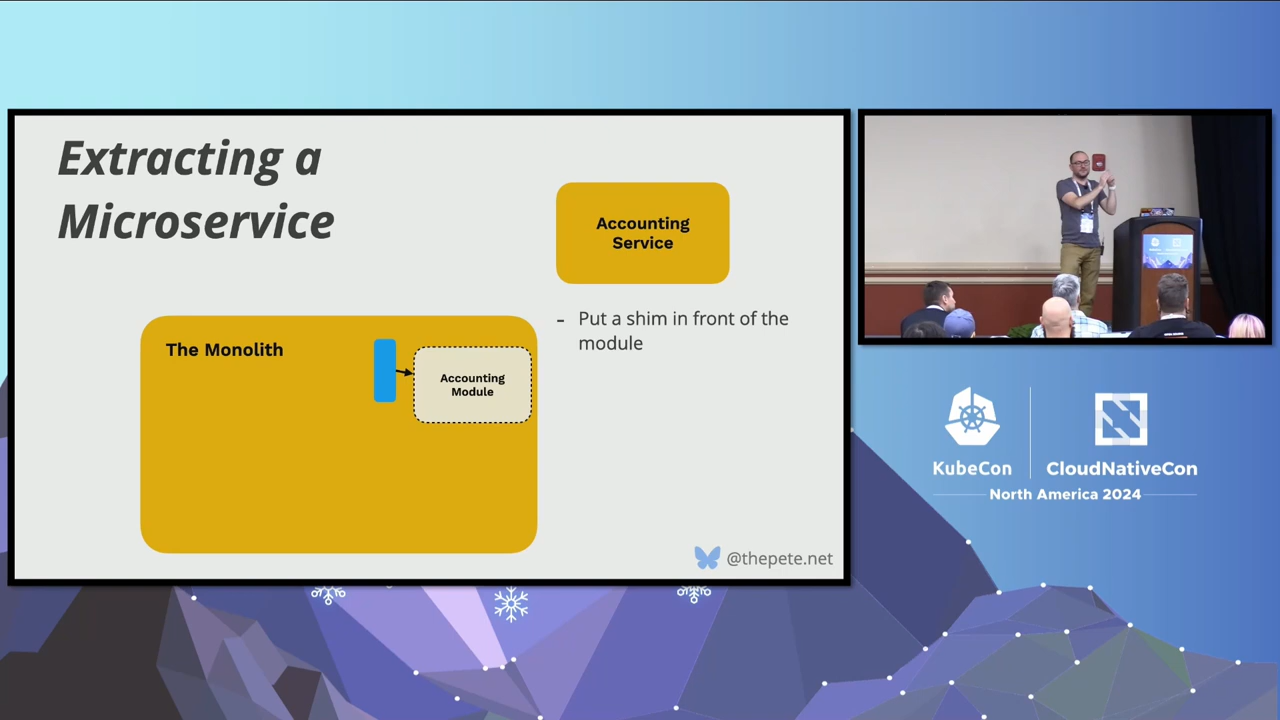 Extracting a
Microservice
Accounting
Service
- Put a shim in front of the
module
The Monolith
Accounting
Module
@thepete.net
KubeCon
CloudNativeCon
North America 2024